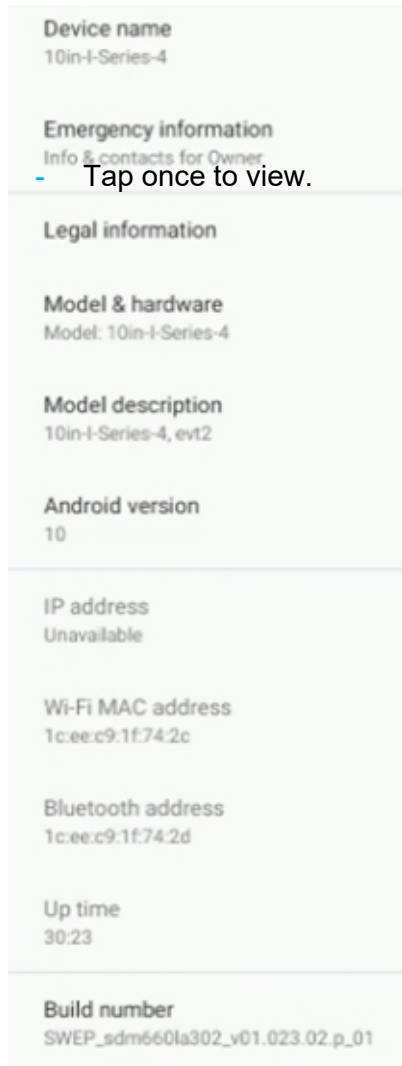 Device name
10in-I-Series-4
Emergency information
Info & contacts for Owner
- Tap once to view.
Legal information
Model & hardware
Model: 10in-I-Series-4
Model description
10in-I-Series-4, evt2
Android version
10
IP address
Unavailable
Wi-Fi MAC address
1c:ee:c9:1f:74:2c
Bluetooth address
1c:ee:c9:1f:74:2d
Up time
30:23
Build number
SWEP_sdm660la302_v01.023.02.p_01